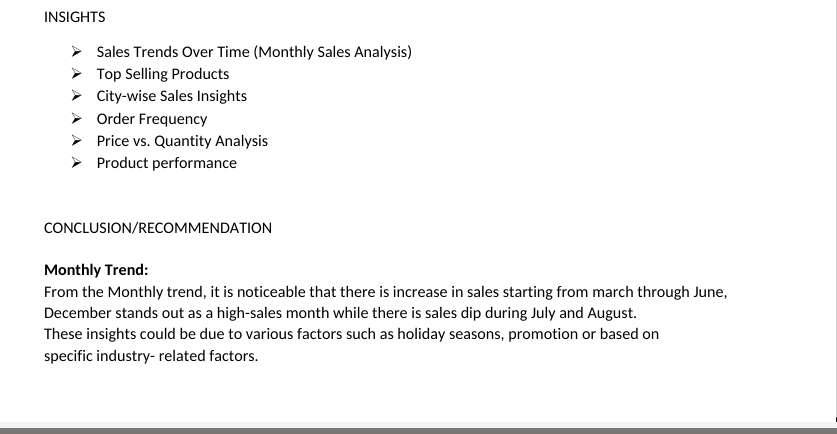 INSIGHTS
➢ Sales Trends Over Time (Monthly Sales Analysis)
➢ Top Selling Products
➢ City-wise Sales Insights
➢ Order Frequency
➢ Price vs. Quantity Analysis
➢ Product performance
CONCLUSION/RECOMMENDATION
Monthly Trend:
From the Monthly trend, it is noticeable that there is increase in sales starting from march through June,
December stands out as a high-sales month while there is sales dip during July and August.
These insights could be due to various factors such as holiday seasons, promotion or based on
specific industry- related factors.